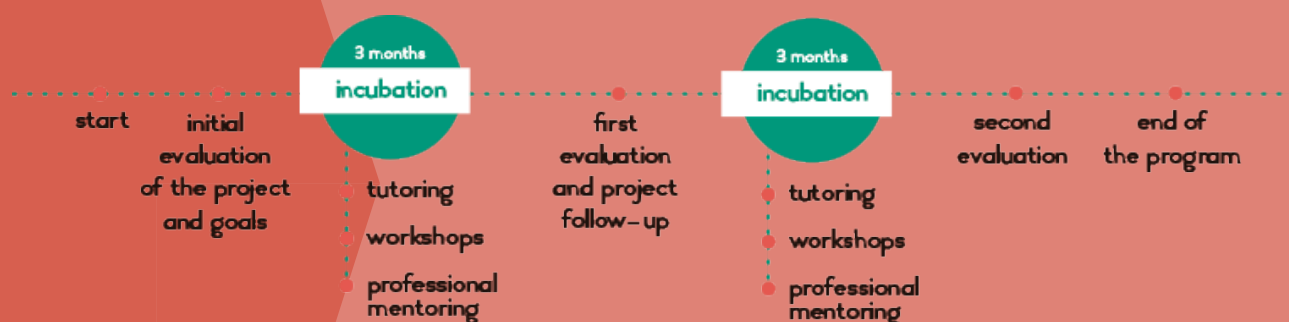 start
initial
evaluation
of the project
and goals
3 months
incubation
tutoring
workshops
professional
mentoring
first
evaluation
and project
follow-up
3 months
incubation
tutoring
workshops
professional
mentoring
second
evaluation
end of
the program